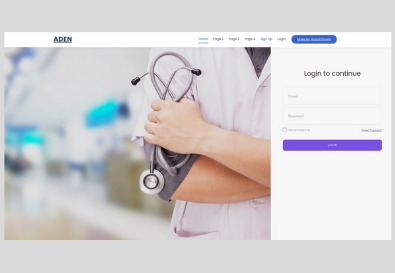 ADEN
Home Page 2 Page 3 Page 4 Sign Up Login Make an Appointment
Login to continue
Email
Password
Remember me Forgot Password
LOGIN